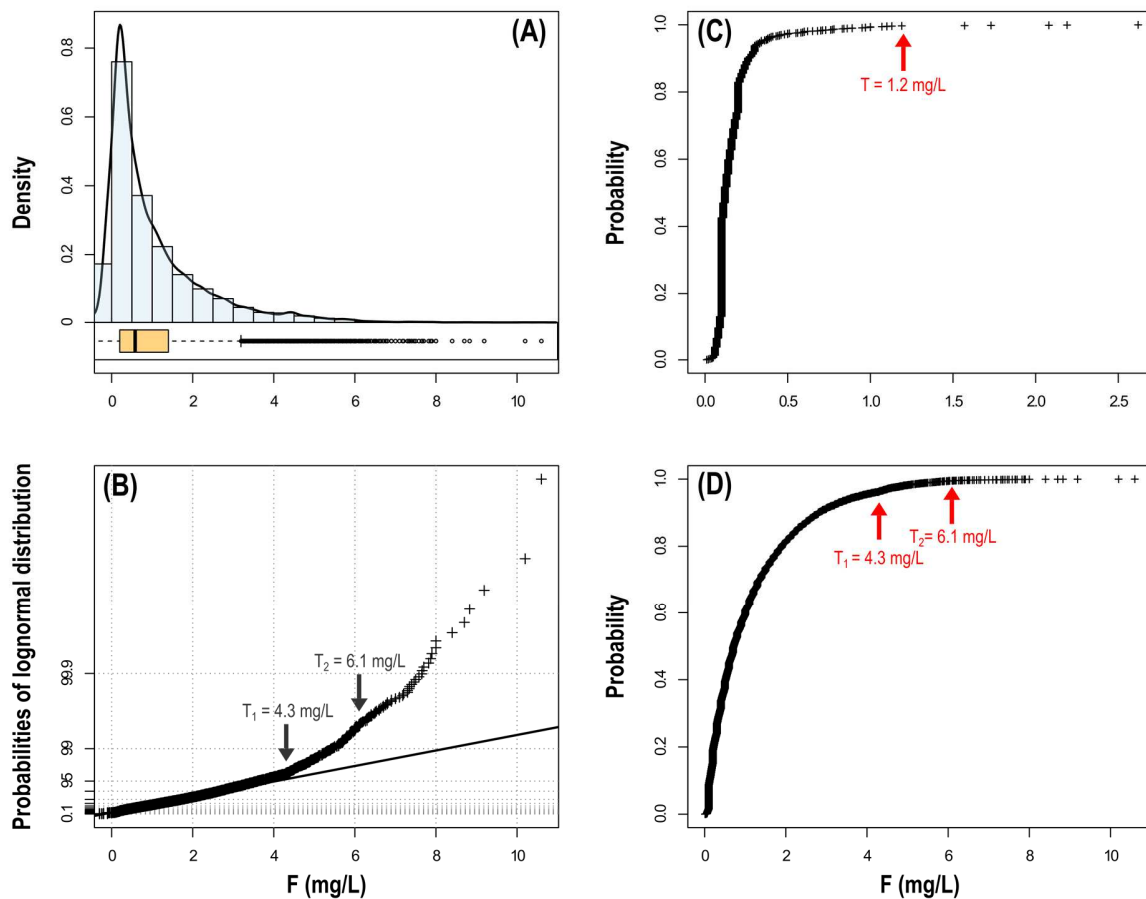 (A)
Density
0.8
0.6
0.4
0.2
0
0 2 4 6 8 10
(C)
Probability
1.0
0.8
0.6
0.4
0.2
0.0
T = 1.2 mg/L
0.0 0.5 1.0 1.5 2.0 2.5
(B)
Probabilities of lognormal distribution
99.9
99
95
0.1
T2 = 6.1 mg/L
T1 = 4.3 mg/L
0 2 4 6 8 10
F (mg/L)
(D)
Probability
1.0
0.8
0.6
0.4
0.2
0.0
T2= 6.1 mg/L
T1 = 4.3 mg/L
0 2 4 6 8 10
F (mg/L)